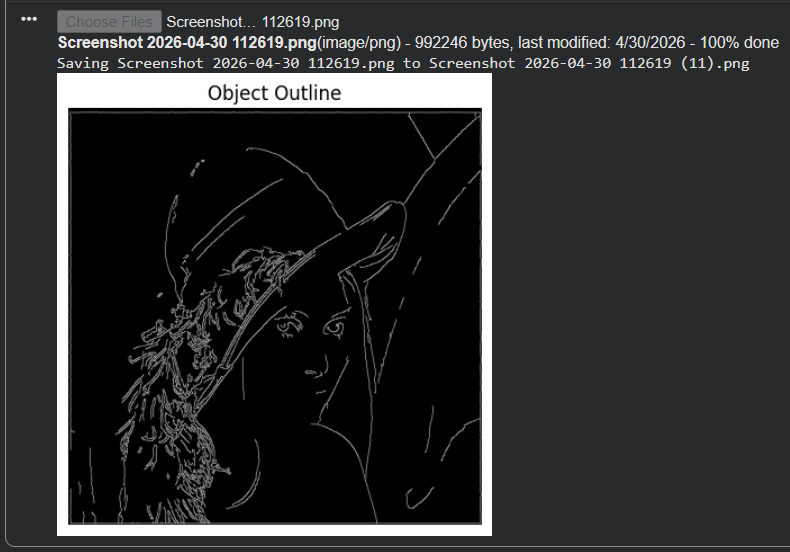 Choose Files Screenshot... 112619.png
Screenshot 2026-04-30 112619.png(image/png) - 992246 bytes, last modified: 4/30/2026 - 100% done
Saving Screenshot 2026-04-30 112619.png to Screenshot 2026-04-30 112619 (11).png
Object Outline